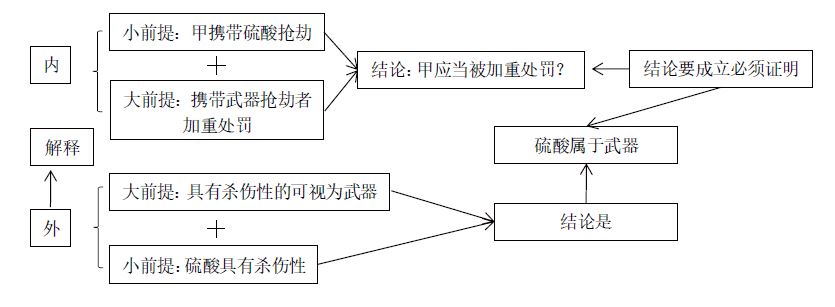 小前提：甲携带硫酸抢劫
内
+
结论：甲应当被加重处罚？
结论要成立必须证明
大前提：携带武器抢劫者
加重处罚
解释
硫酸属于武器
大前提：具有杀伤性的可视为武器
外
+
结论是
小前提：硫酸具有杀伤性